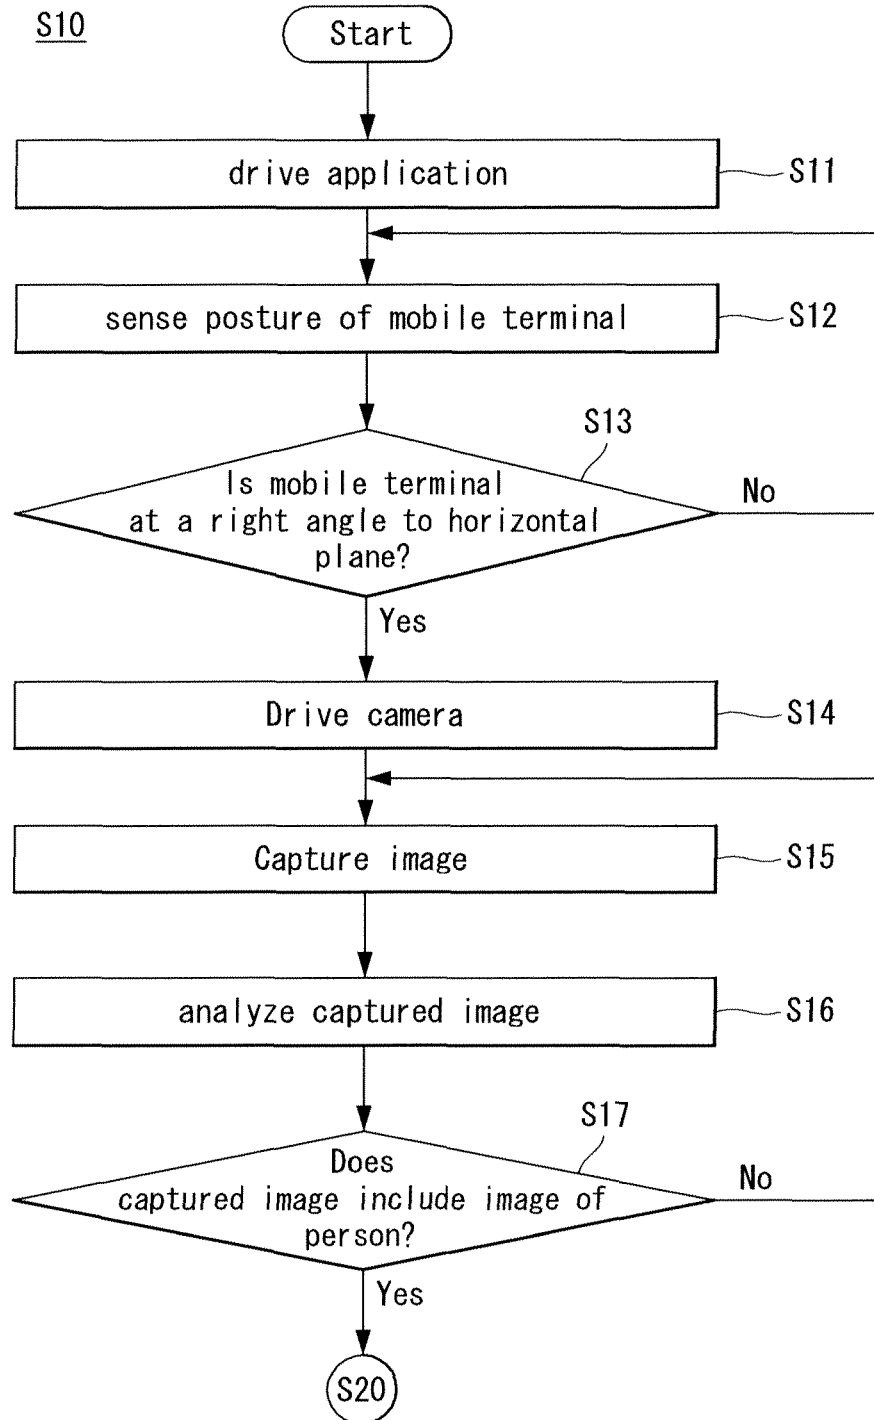 S10
Start
drive application
S11
sense posture of mobile terminal
S12
S13
Is mobile terminal
at a right angle to horizontal
plane?
No
Yes
Drive camera
S14
Capture image
S15
analyze captured image
S16
S17
Does
captured image include image of
person?
No
Yes
S20